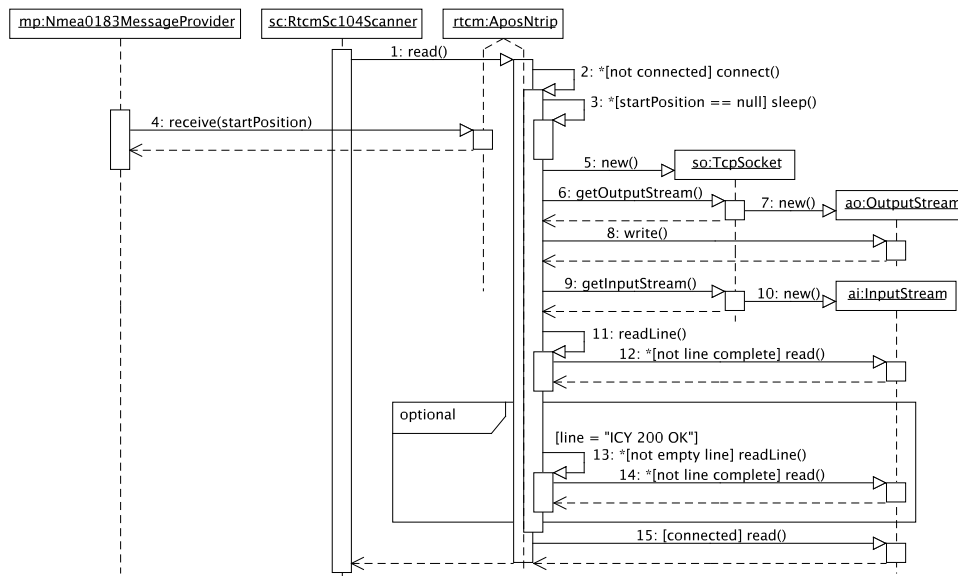 mp:Nmea0183MessageProvider
sc:RtcmSc104Scanner
rtcm:AposNtrip
1: read()
2: *[not connected] connect()
3: *[startPosition == null] sleep()
4: receive(startPosition)
5: new()
so:TcpSocket
6: getOutputStream()
7: new()
ao:OutputStream
8: write()
9: getInputStream()
10: new()
ai:InputStream
11: readLine()
12: *[not line complete] read()
optional
[line = "ICY 200 OK"]
13: *[not empty line] readLine()
14: *[not line complete] read()
15: [connected] read()